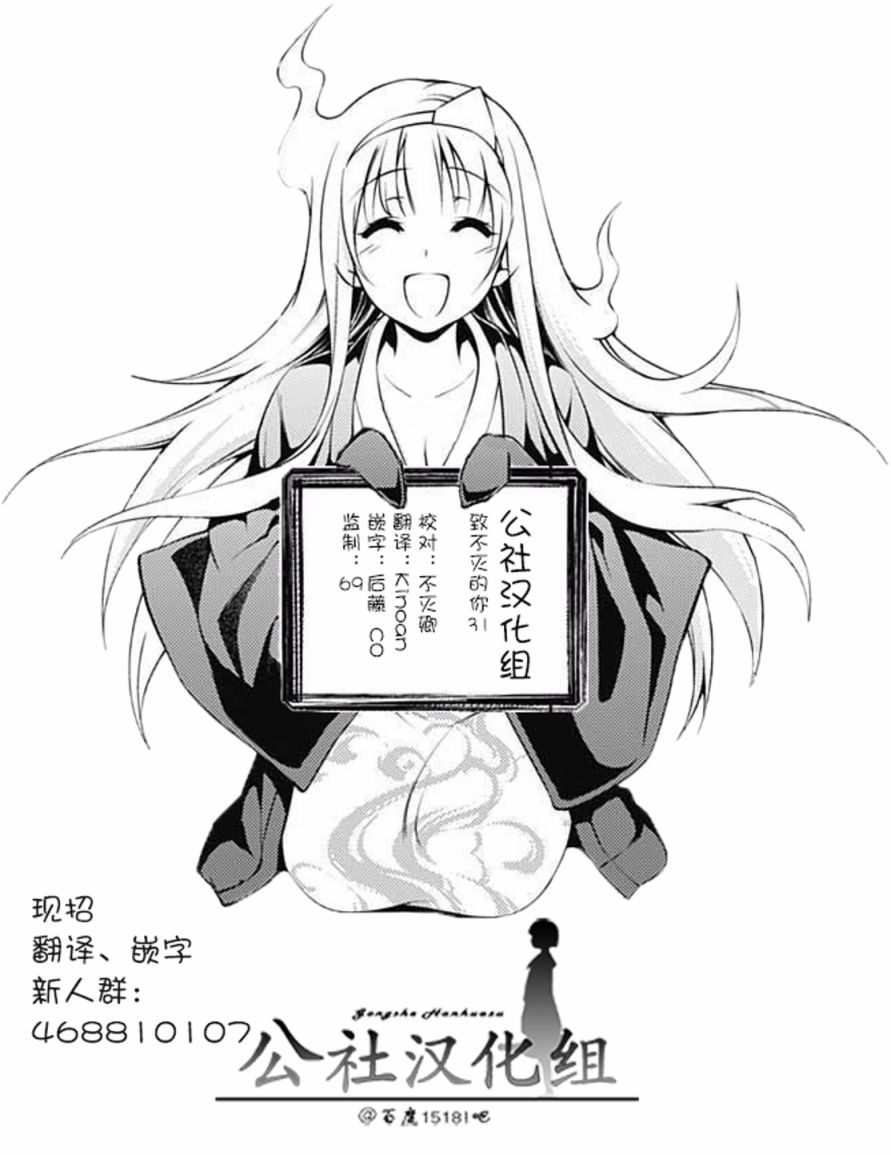 公社汉化组
致不灭的你31
校对：不灭卿
翻译：Kinoan
嵌字：后藤 CO
监制：69
现招
翻译、嵌字
新人群：
468810107
Gongshe Hanhuazu
公社汉化组
@百度15181吧